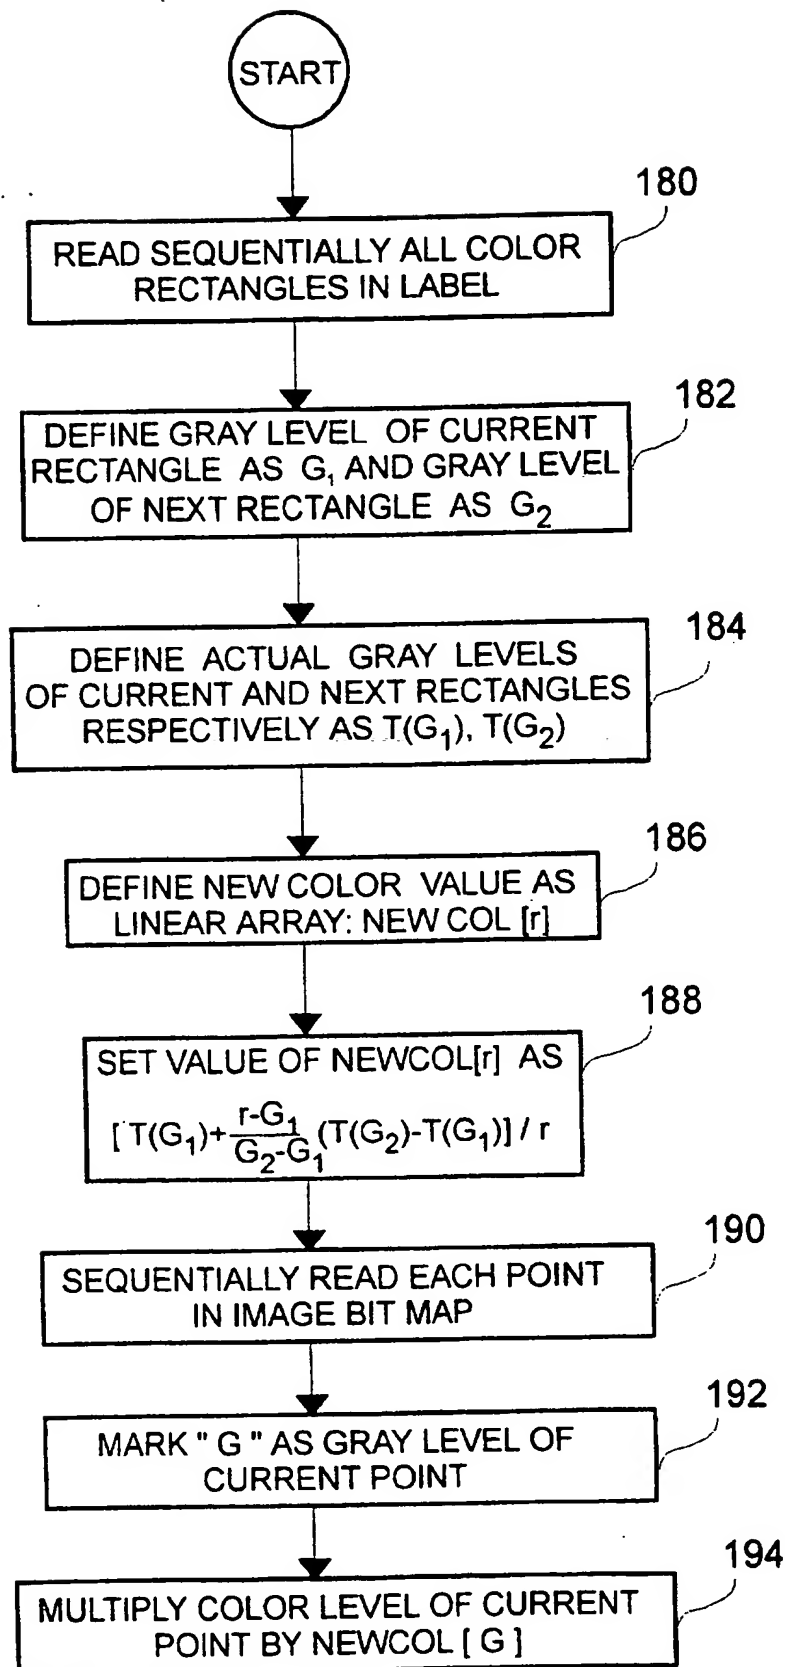 START
180
READ SEQUENTIALLY ALL COLOR
RECTANGLES IN LABEL
182
DEFINE GRAY LEVEL OF CURRENT
RECTANGLE AS G₁ AND GRAY LEVEL
OF NEXT RECTANGLE AS G₂
184
DEFINE ACTUAL GRAY LEVELS
OF CURRENT AND NEXT RECTANGLES
RESPECTIVELY AS T(G₁), T(G₂)
186
DEFINE NEW COLOR VALUE AS
LINEAR ARRAY: NEW COL [r]
188
SET VALUE OF NEWCOL[r] AS
[T(G₁)+(r-G₁)/(G₂-G₁)(T(G₂)-T(G₁)] / r
190
SEQUENTIALLY READ EACH POINT
IN IMAGE BIT MAP
192
MARK "G" AS GRAY LEVEL OF
CURRENT POINT
194
MULTIPLY COLOR LEVEL OF CURRENT
POINT BY NEWCOL [G]